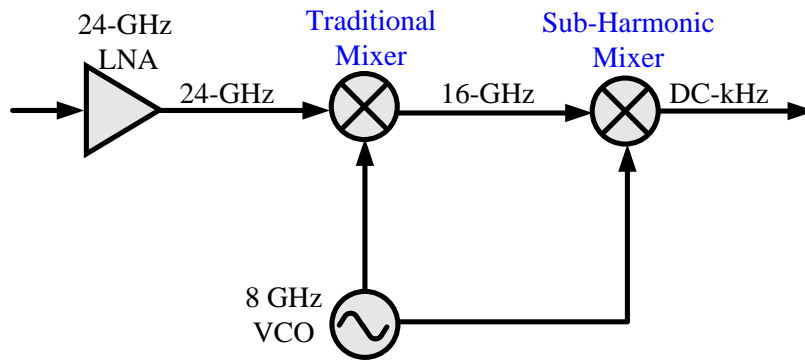 24-GHz
LNA
24-GHz
Traditional
Mixer
16-GHz
Sub-Harmonic
Mixer
DC-kHz
8 GHz
VCO